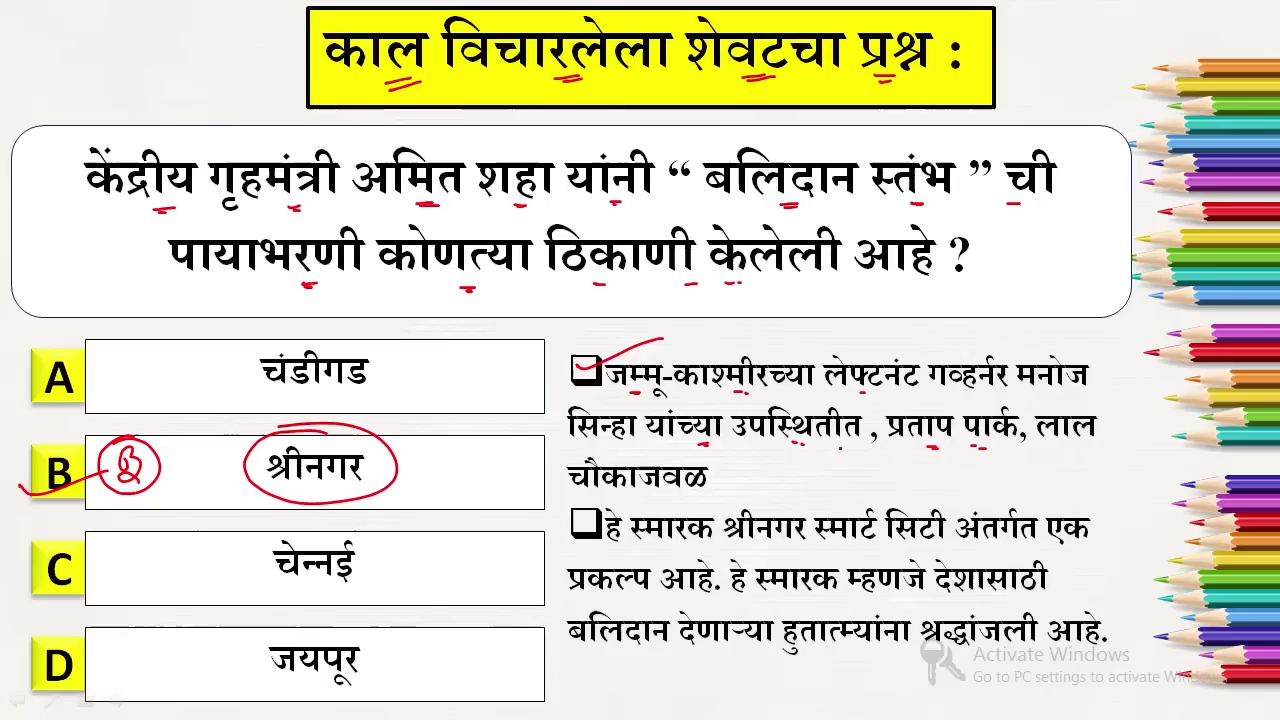 काल विचारलेला शेवटचा प्रश्न :
केंद्रीय गृहमंत्री अमित शहा यांनी “ बलिदान स्तंभ ” ची
पायाभरणी कोणत्या ठिकाणी केलेली आहे ?
A चंडीगड
B श्रीनगर
C चेन्नई
D जयपूर
जम्मू-काश्मीरच्या लेफ्टनंट गव्हर्नर मनोज
सिन्हा यांच्या उपस्थितीत , प्रताप पार्क, लाल
चौकाजवळ
हे स्मारक श्रीनगर स्मार्ट सिटी अंतर्गत एक
प्रकल्प आहे. हे स्मारक म्हणजे देशासाठी
बलिदान देणाऱ्या हुतात्म्यांना श्रद्धांजली आहे.
Activate Windows
Go to PC settings to activate Windows